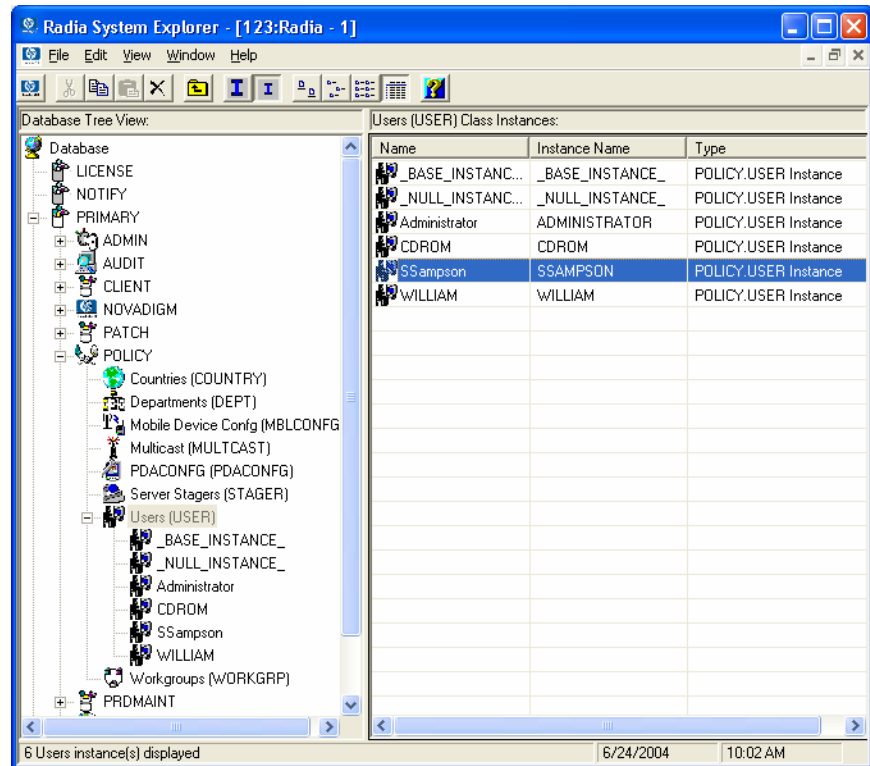 Radia System Explorer - [123:Radia - 1]
File Edit View Window Help
Database Tree View:
Database
LICENSE
NOTIFY
PRIMARY
ADMIN
AUDIT
CLIENT
NOVADIGM
PATCH
POLICY
Countries (COUNTRY)
Departments (DEPT)
Mobile Device Confg (MBLCONFG
Multicast (MULTCAST)
PDACONFG (PDACONFG)
Server Stagers (STAGER)
Users (USER)
_BASE_INSTANCE_
_NULL_INSTANCE_
Administrator
CDROM
SSampson
WILLIAM
Workgroups (WORKGRP)
PRDMAINT
Users (USER) Class Instances:
Name Instance Name Type
_BASE_INSTANC... _BASE_INSTANCE_ POLICY.USER Instance
_NULL_INSTANC... _NULL_INSTANCE_ POLICY.USER Instance
Administrator ADMINISTRATOR POLICY.USER Instance
CDROM CDROM POLICY.USER Instance
SSampson SSAMPSON POLICY.USER Instance
WILLIAM WILLIAM POLICY.USER Instance
6 Users instance(s) displayed 6/24/2004 10:02 AM